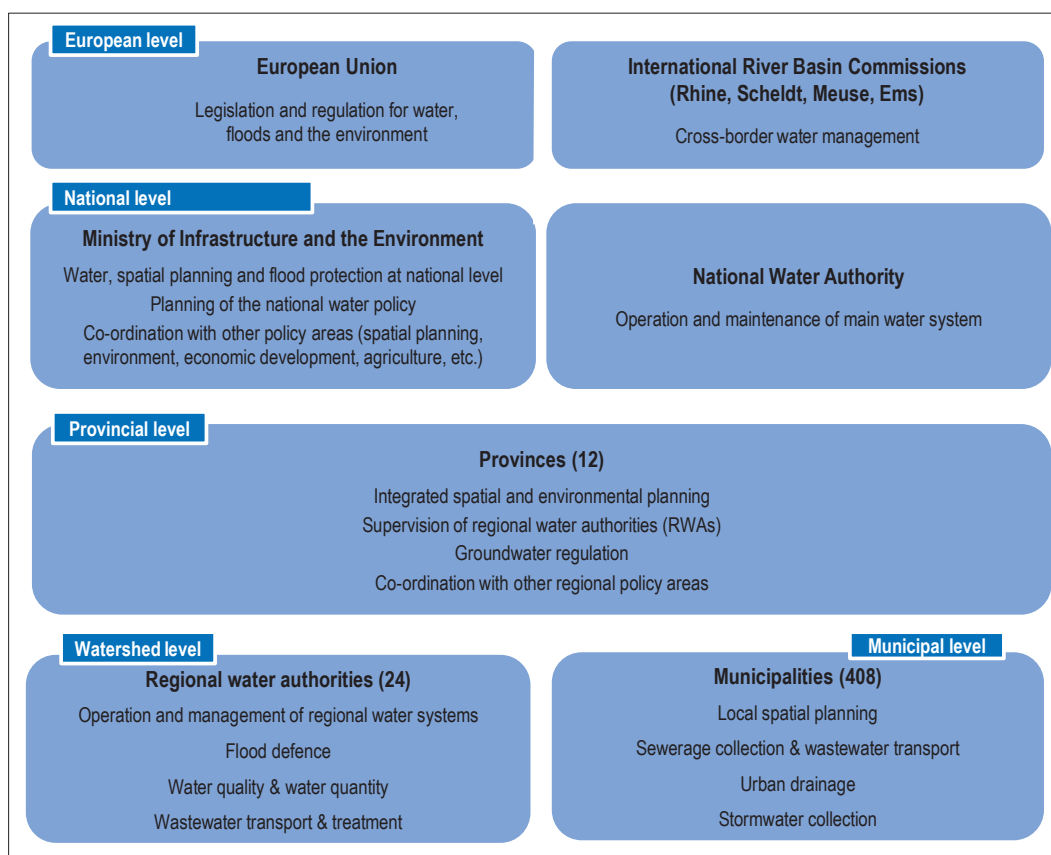 European level
European Union
Legislation and regulation for water,
floods and the environment
International River Basin Commissions
(Rhine, Scheldt, Meuse, Ems)
Cross-border water management
National level
Ministry of Infrastructure and the Environment
Water, spatial planning and flood protection at national level
Planning of the national water policy
Co-ordination with other policy areas (spatial planning,
environment, economic development, agriculture, etc.)
National Water Authority
Operation and maintenance of main water system
Provincial level
Provinces (12)
Integrated spatial and environmental planning
Supervision of regional water authorities (RWAs)
Groundwater regulation
Co-ordination with other regional policy areas
Watershed level
Regional water authorities (24)
Operation and management of regional water systems
Flood defence
Water quality & water quantity
Wastewater transport & treatment
Municipal level
Municipalities (408)
Local spatial planning
Sewerage collection & wastewater transport
Urban drainage
Stormwater collection